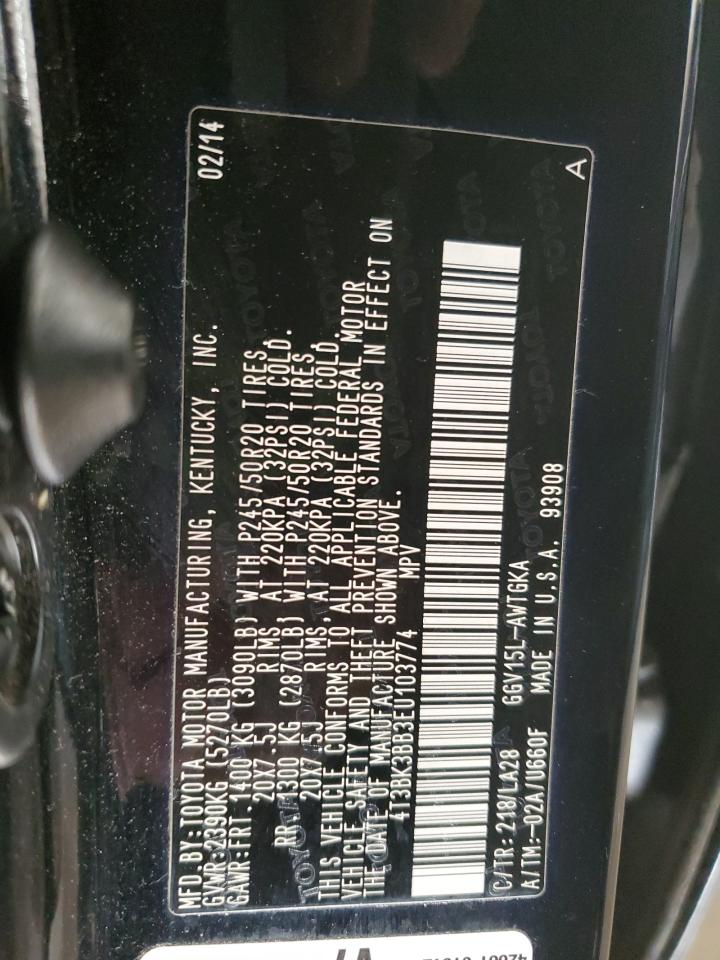 MFD.BY:TOYOTA MOTOR MANUFACTURING, KENTUCKY, INC. 02/14
GVWR:2390KG (5270LB)
GAWR:FRT:1400 KG (3090LB) WITH P245/50R20 TIRES,
20X7.5J RIMS, AT 220KPA (32PSI) COLD.
RR:1300 KG (2870LB) WITH P245/50R20 TIRES,
20X7.5J RIMS, AT 220KPA (32PSI) COLD.
THIS VEHICLE CONFORMS TO ALL APPLICABLE FEDERAL MOTOR
VEHICLE SAFETY AND THEFT PREVENTION STANDARDS IN EFFECT ON
THE DATE OF MANUFACTURE SHOWN ABOVE.
4T3BK3BB3EU103774 MPV
C/TR:218/LA28 GGV15L-AWTGKA
A/TM:-02A/U660F MADE IN U.S.A. 93908 A